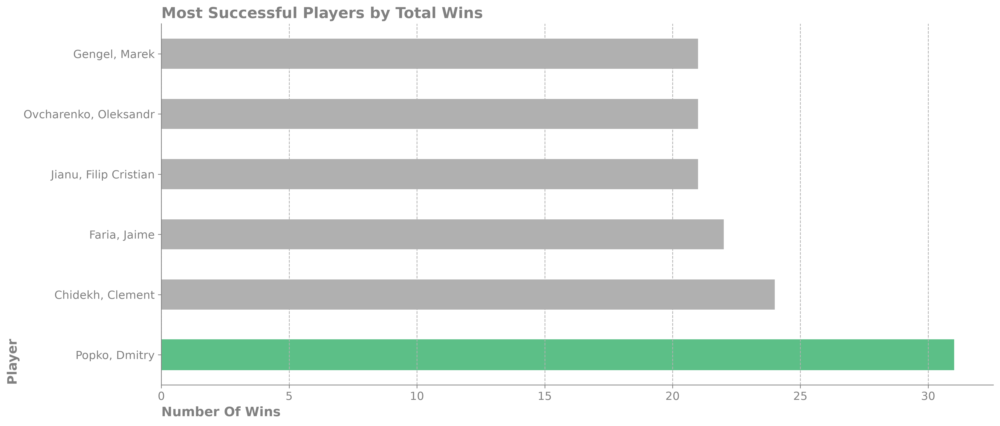 Most Successful Players by Total Wins
Gengel, Marek
Ovcharenko, Oleksandr
Jianu, Filip Cristian
Faria, Jaime
Chidekh, Clement
Popko, Dmitry
Player
0 5 10 15 20 25 30
Number Of Wins